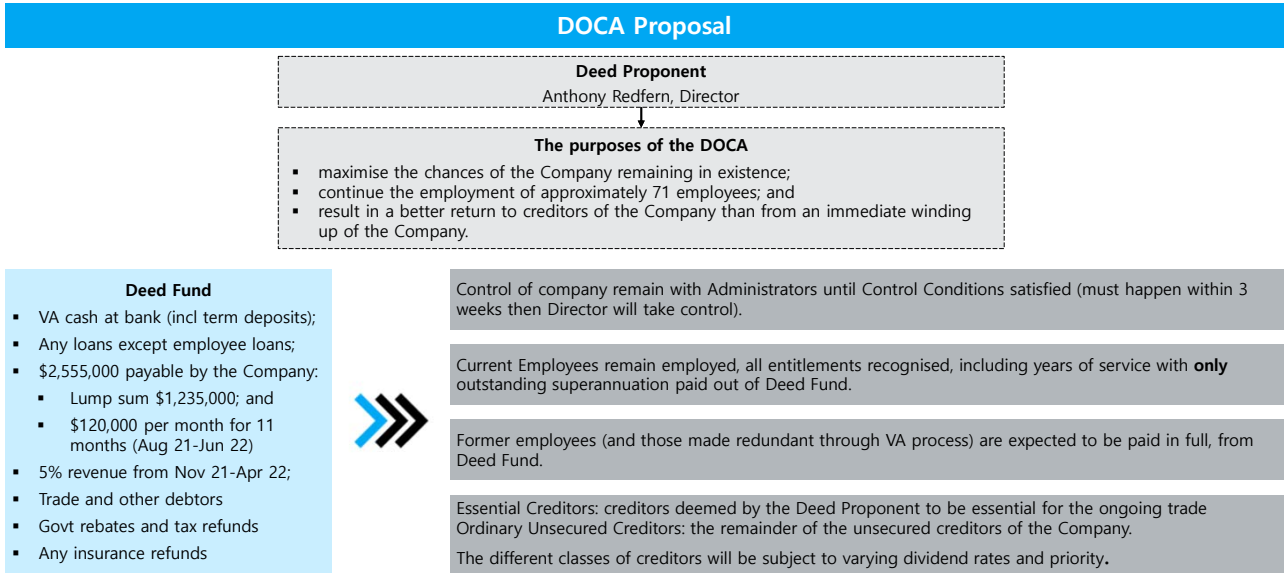 DOCA Proposal
Deed Proponent
Anthony Redfern, Director
The purposes of the DOCA
▪ maximise the chances of the Company remaining in existence;
▪ continue the employment of approximately 71 employees; and
▪ result in a better return to creditors of the Company than from an immediate winding
up of the Company.
Deed Fund
▪ VA cash at bank (incl term deposits);
▪ Any loans except employee loans;
▪ $2,555,000 payable by the Company:
▪ Lump sum $1,235,000; and
▪ $120,000 per month for 11
months (Aug 21-Jun 22)
▪ 5% revenue from Nov 21-Apr 22;
▪ Trade and other debtors
▪ Govt rebates and tax refunds
▪ Any insurance refunds
Control of company remain with Administrators until Control Conditions satisfied (must happen within 3
weeks then Director will take control).
Current Employees remain employed, all entitlements recognised, including years of service with only
outstanding superannuation paid out of Deed Fund.
Former employees (and those made redundant through VA process) are expected to be paid in full, from
Deed Fund.
Essential Creditors: creditors deemed by the Deed Proponent to be essential for the ongoing trade
Ordinary Unsecured Creditors: the remainder of the unsecured creditors of the Company.
The different classes of creditors will be subject to varying dividend rates and priority.